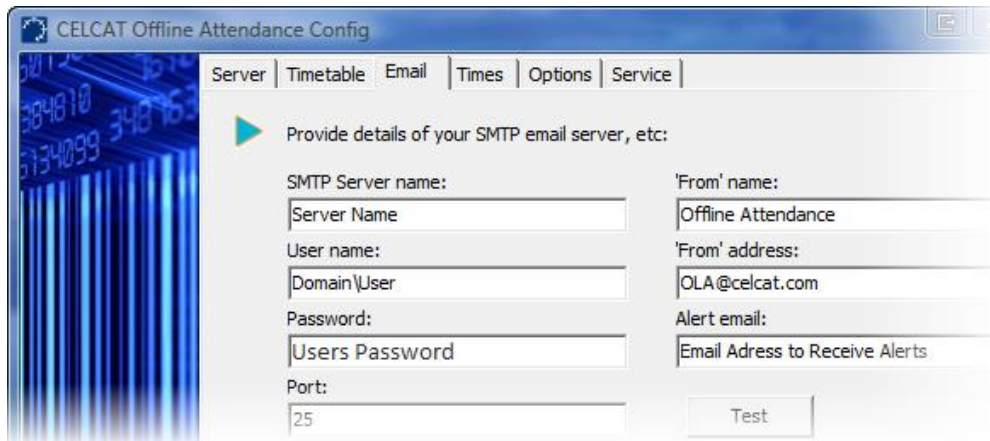 CELCAT Offline Attendance Config
Server Timetable Email Times Options Service
Provide details of your SMTP email server, etc:
SMTP Server name:
Server Name
User name:
Domain\User
Password:
Users Password
Port:
25
'From' name:
Offline Attendance
'From' address:
OLA@celcat.com
Alert email:
Email Adress to Receive Alerts
Test